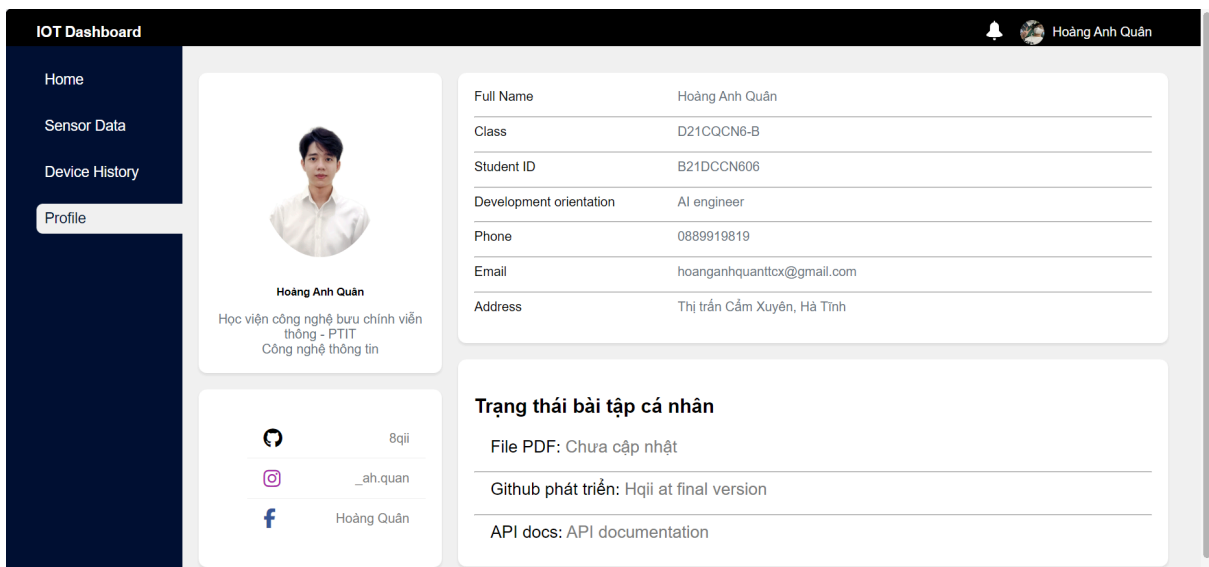 IOT Dashboard
Hoàng Anh Quân
Home
Sensor Data
Device History
Profile
Hoàng Anh Quân
Học viện công nghệ bưu chính viễn
thông - PTIT
Công nghệ thông tin
8qii
_ah.quan
Hoàng Quân
Full Name Hoàng Anh Quân
Class D21CQCN6-B
Student ID B21DCCN606
Development orientation AI engineer
Phone 0889919819
Email hoanganhquanttcx@gmail.com
Address Thị trấn Cẩm Xuyên, Hà Tĩnh
Trạng thái bài tập cá nhân
File PDF: Chưa cập nhật
Github phát triển: Hqii at final version
API docs: API documentation